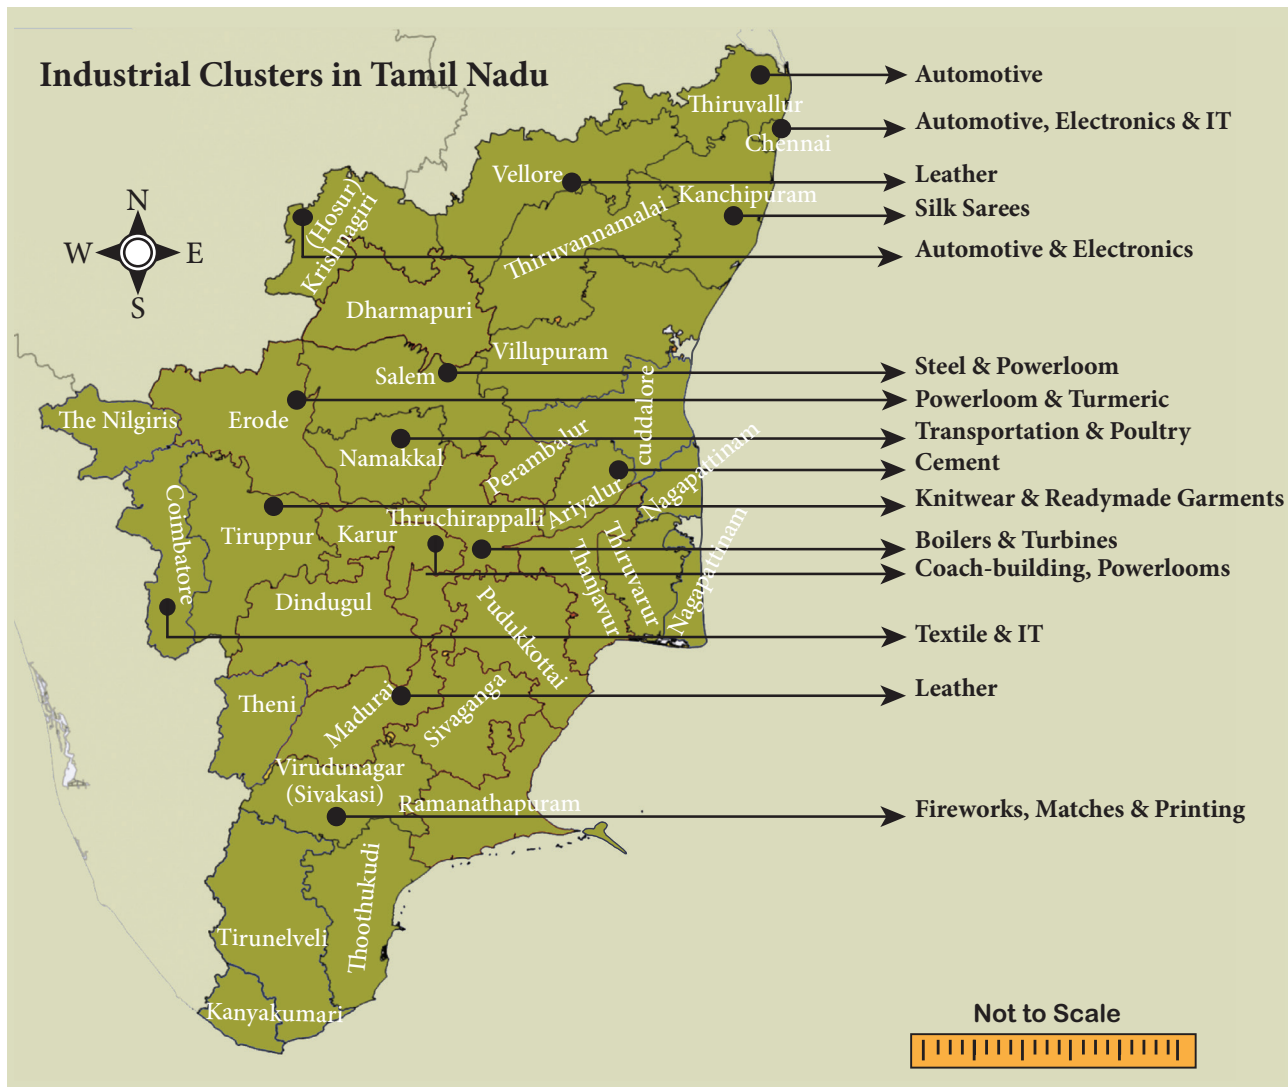 Industrial Clusters in Tamil Nadu
N
W
E
S
Thiruvallur
Chennai
Vellore
Kanchipuram
Thiruvannamalai
(Hosur)
Krishnagiri
Dharmapuri
Villupuram
Salem
cuddalore
The Nilgiris
Erode
Namakkal
Perambalur
Ariyalur
Nagapattinam
Coimbatore
Tiruppur
Karur
Thruchirappalli
Thanjavur
Thiruvarur
Nagapattinam
Dindugul
Pudukkottai
Theni
Madurai
Sivaganga
Virudunagar
(Sivakasi)
Ramanathapuram
Tirunelveli
Thoothukudi
Kanyakumari
Automotive
Automotive, Electronics & IT
Leather
Silk Sarees
Automotive & Electronics
Steel & Powerloom
Powerloom & Turmeric
Transportation & Poultry
Cement
Knitwear & Readymade Garments
Boilers & Turbines
Coach-building, Powerlooms
Textile & IT
Leather
Fireworks, Matches & Printing
Not to Scale